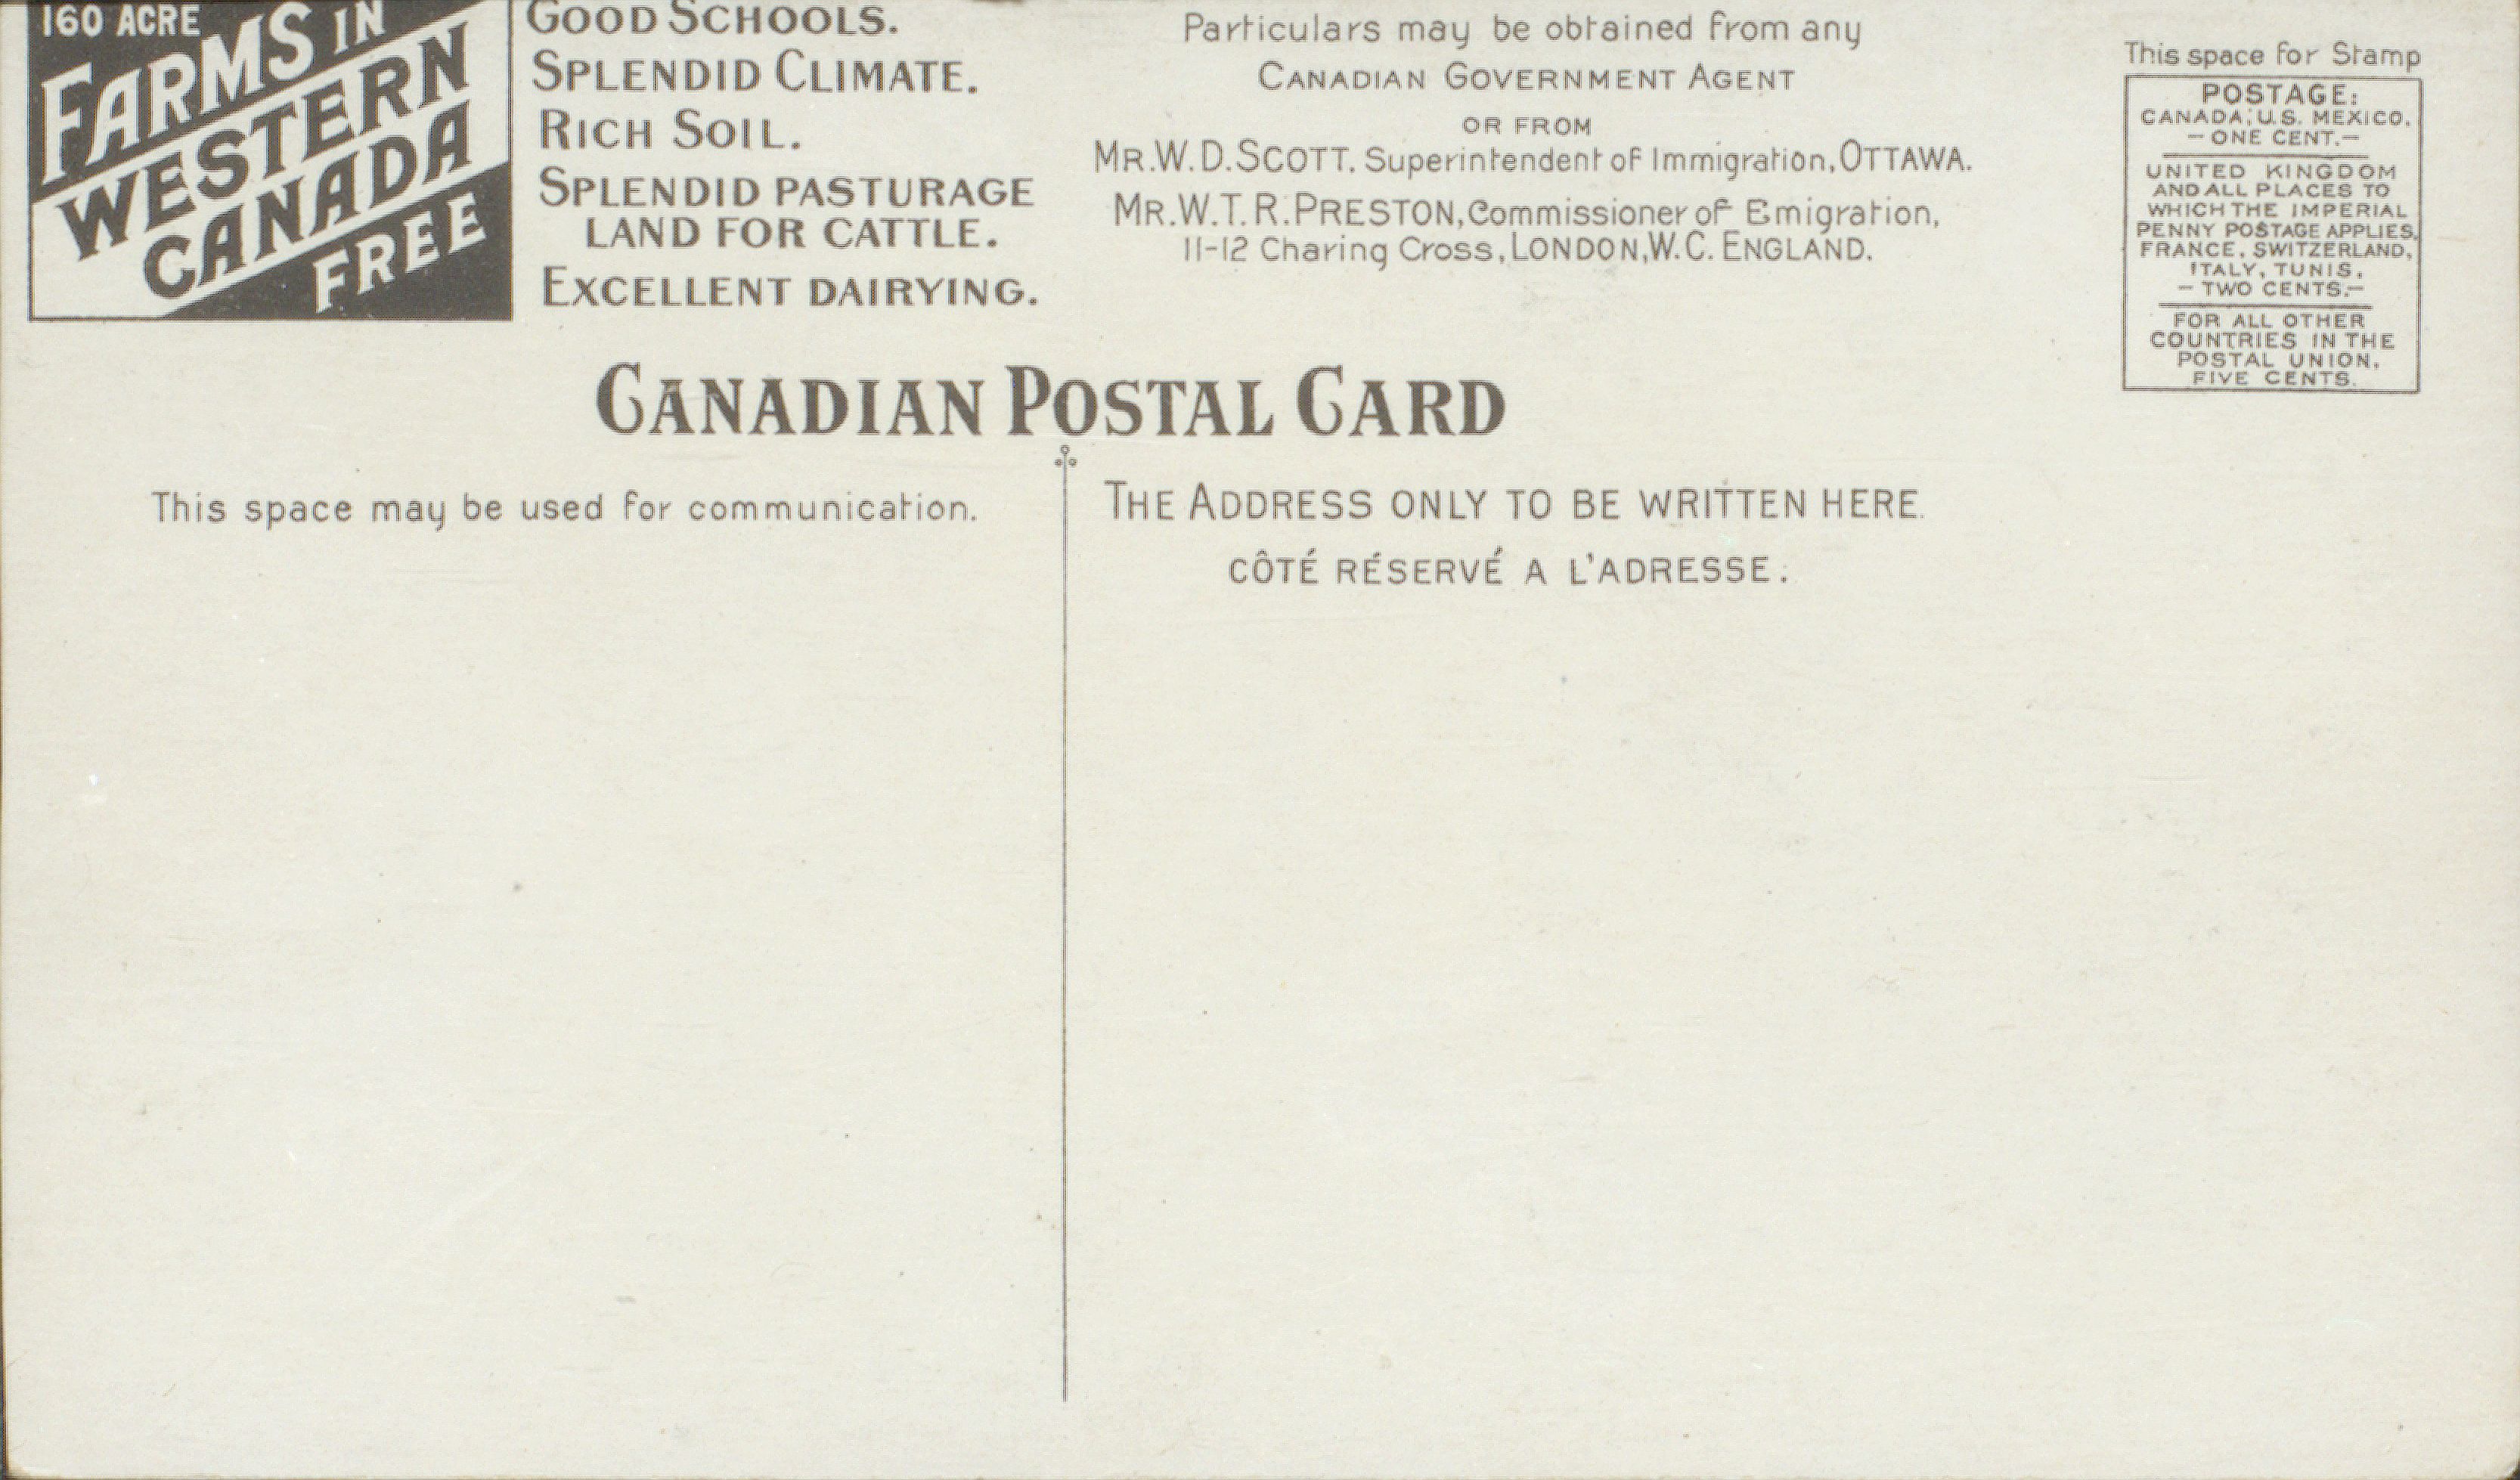 160 ACRE
FARMS IN
WESTERN
CANADA
FREE
GOOD SCHOOLS.
SPLENDID CLIMATE.
RICH SOIL.
SPLENDID PASTURAGE
LAND FOR CATTLE.
EXCELLENT DAIRYING.
Particulars may be obtained from any
CANADIAN GOVERNMENT AGENT
OR FROM
MR. W. D. SCOTT. Superintendent of Immigration, OTTAWA.
MR. W. T. R. PRESTON, Commissioner of Emigration,
11-12 Charing Cross, LONDON, W.C. ENGLAND.
This space for Stamp
POSTAGE:
CANADA, U.S. MEXICO.
— ONE CENT. —
UNITED KINGDOM
AND ALL PLACES TO
WHICH THE IMPERIAL
PENNY POSTAGE APPLIES,
FRANCE, SWITZERLAND,
ITALY, TUNIS,
— TWO CENTS. —
FOR ALL OTHER
COUNTRIES IN THE
POSTAL UNION,
FIVE CENTS.
CANADIAN POSTAL CARD
This space may be used for communication.
THE ADDRESS ONLY TO BE WRITTEN HERE.
CÔTÉ RÉSERVÉ A L'ADRESSE.